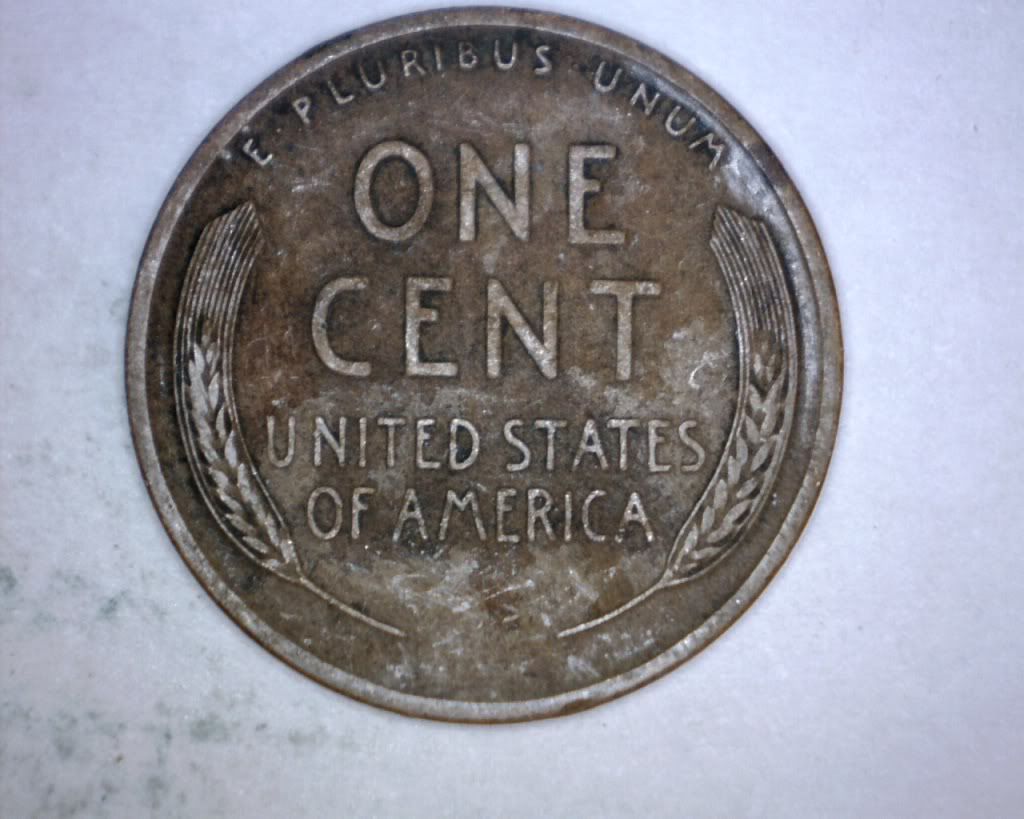 E · PLURIBUS · UNUM
ONE
CENT
UNITED STATES
OF AMERICA